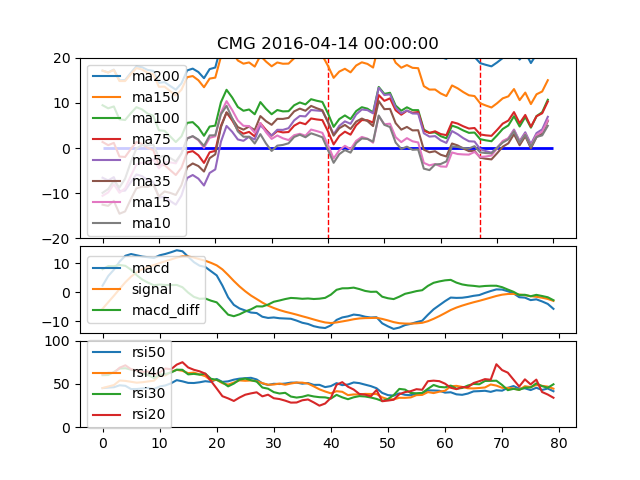 CMG 2016-04-14 00:00:00
20
10
0
−10
−20
ma200
ma150
ma100
ma75
ma50
ma35
ma15
ma10
10
0
−10
macd
signal
macd_diff
100
50
0
rsi50
rsi40
rsi30
rsi20
0 10 20 30 40 50 60 70 80